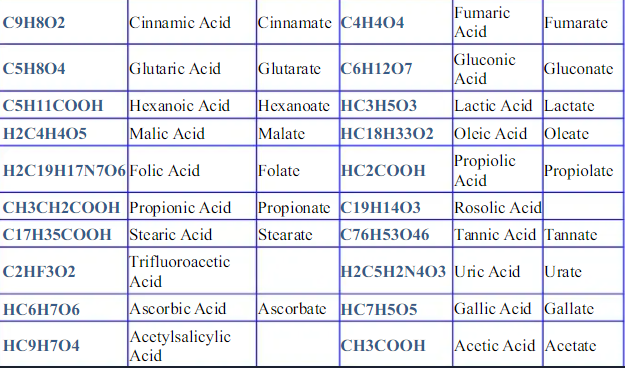 C9H8O2 Cinnamic Acid Cinnamate C4H4O4 Fumaric Acid Fumarate
C5H8O4 Glutaric Acid Glutarate C6H12O7 Gluconic Acid Gluconate
C5H11COOH Hexanoic Acid Hexanoate HC3H5O3 Lactic Acid Lactate
H2C4H4O5 Malic Acid Malate HC18H33O2 Oleic Acid Oleate
H2C19H17N7O6 Folic Acid Folate HC2COOH Propiolic Acid Propiolate
CH3CH2COOH Propionic Acid Propionate C19H14O3 Rosolic Acid
C17H35COOH Stearic Acid Stearate C76H53O46 Tannic Acid Tannate
C2HF3O2 Trifluroacetic Acid H2C5H2N4O3 Uric Acid Urate
HC6H7O6 Ascorbic Acid Ascorbate HC7H5O5 Gallic Acid Gallate
HC9H7O4 Acetylsalicylic Acid CH3COOH Acetic Acid Acetate